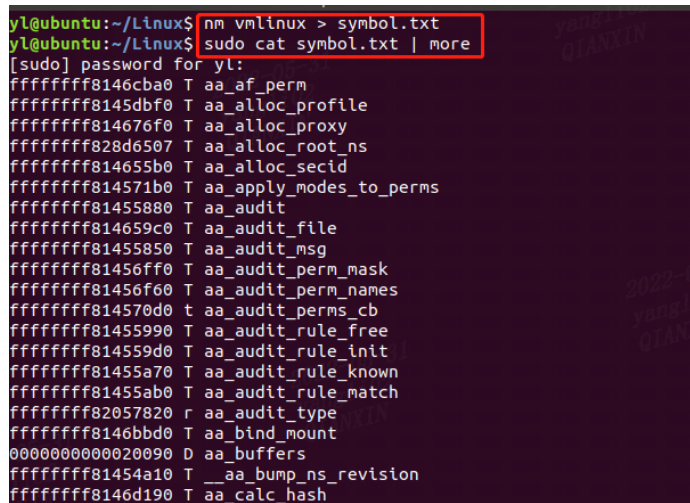 yl@ubuntu:~/Linux$ nm vmlinux > symbol.txt
yl@ubuntu:~/Linux$ sudo cat symbol.txt | more
[sudo] password for yl:
ffffffff8146cba0 T aa_af_perm
ffffffff8145dbf0 T aa_alloc_profile
ffffffff814676f0 T aa_alloc_proxy
ffffffff828d6507 T aa_alloc_root_ns
ffffffff814655b0 T aa_alloc_secid
ffffffff814571b0 T aa_apply_modes_to_perms
ffffffff81455880 T aa_audit
ffffffff814659c0 T aa_audit_file
ffffffff81455850 T aa_audit_msg
ffffffff81456ff0 T aa_audit_perm_mask
ffffffff81456f60 T aa_audit_perm_names
ffffffff814570d0 t aa_audit_perms_cb
ffffffff81455990 T aa_audit_rule_free
ffffffff814559d0 T aa_audit_rule_init
ffffffff81455a70 T aa_audit_rule_known
ffffffff81455ab0 T aa_audit_rule_match
ffffffff82057820 r aa_audit_type
ffffffff8146bbd0 T aa_bind_mount
0000000000020090 D aa_buffers
ffffffff81454a10 T __aa_bump_ns_revision
ffffffff8146d190 T aa_calc_hash